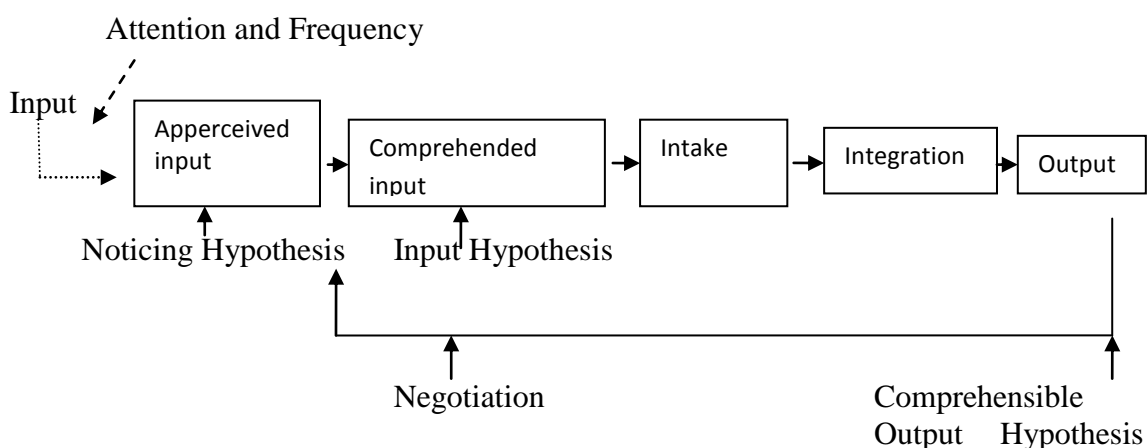 Attention and Frequency
Input
Apperceived
input
Comprehended
input
Intake
Integration
Output
Noticing Hypothesis
Input Hypothesis
Negotiation
Comprehensible
Output Hypothesis